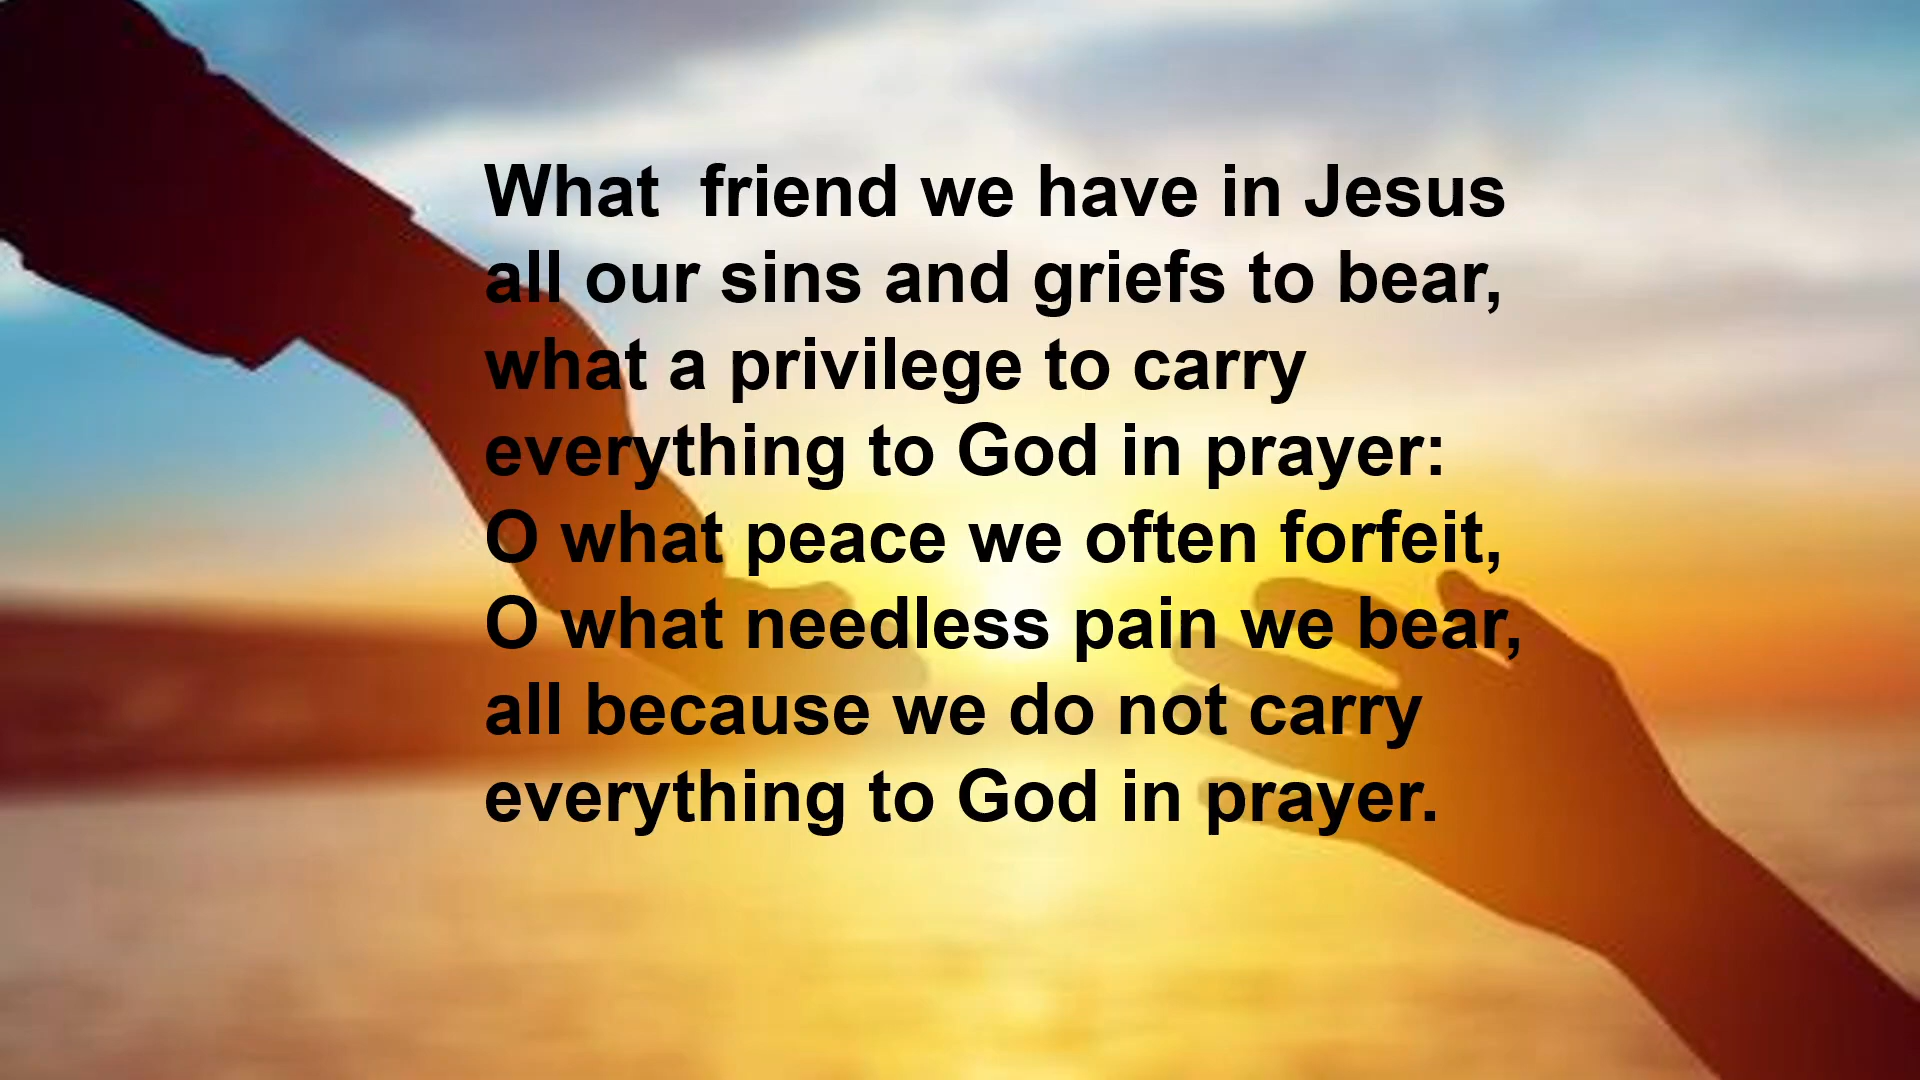 What  friend we have in Jesus
all our sins and griefs to bear,
what a privilege to carry
everything to God in prayer:
O what peace we often forfeit,
O what needless pain we bear,
all because we do not carry
everything to God in prayer.